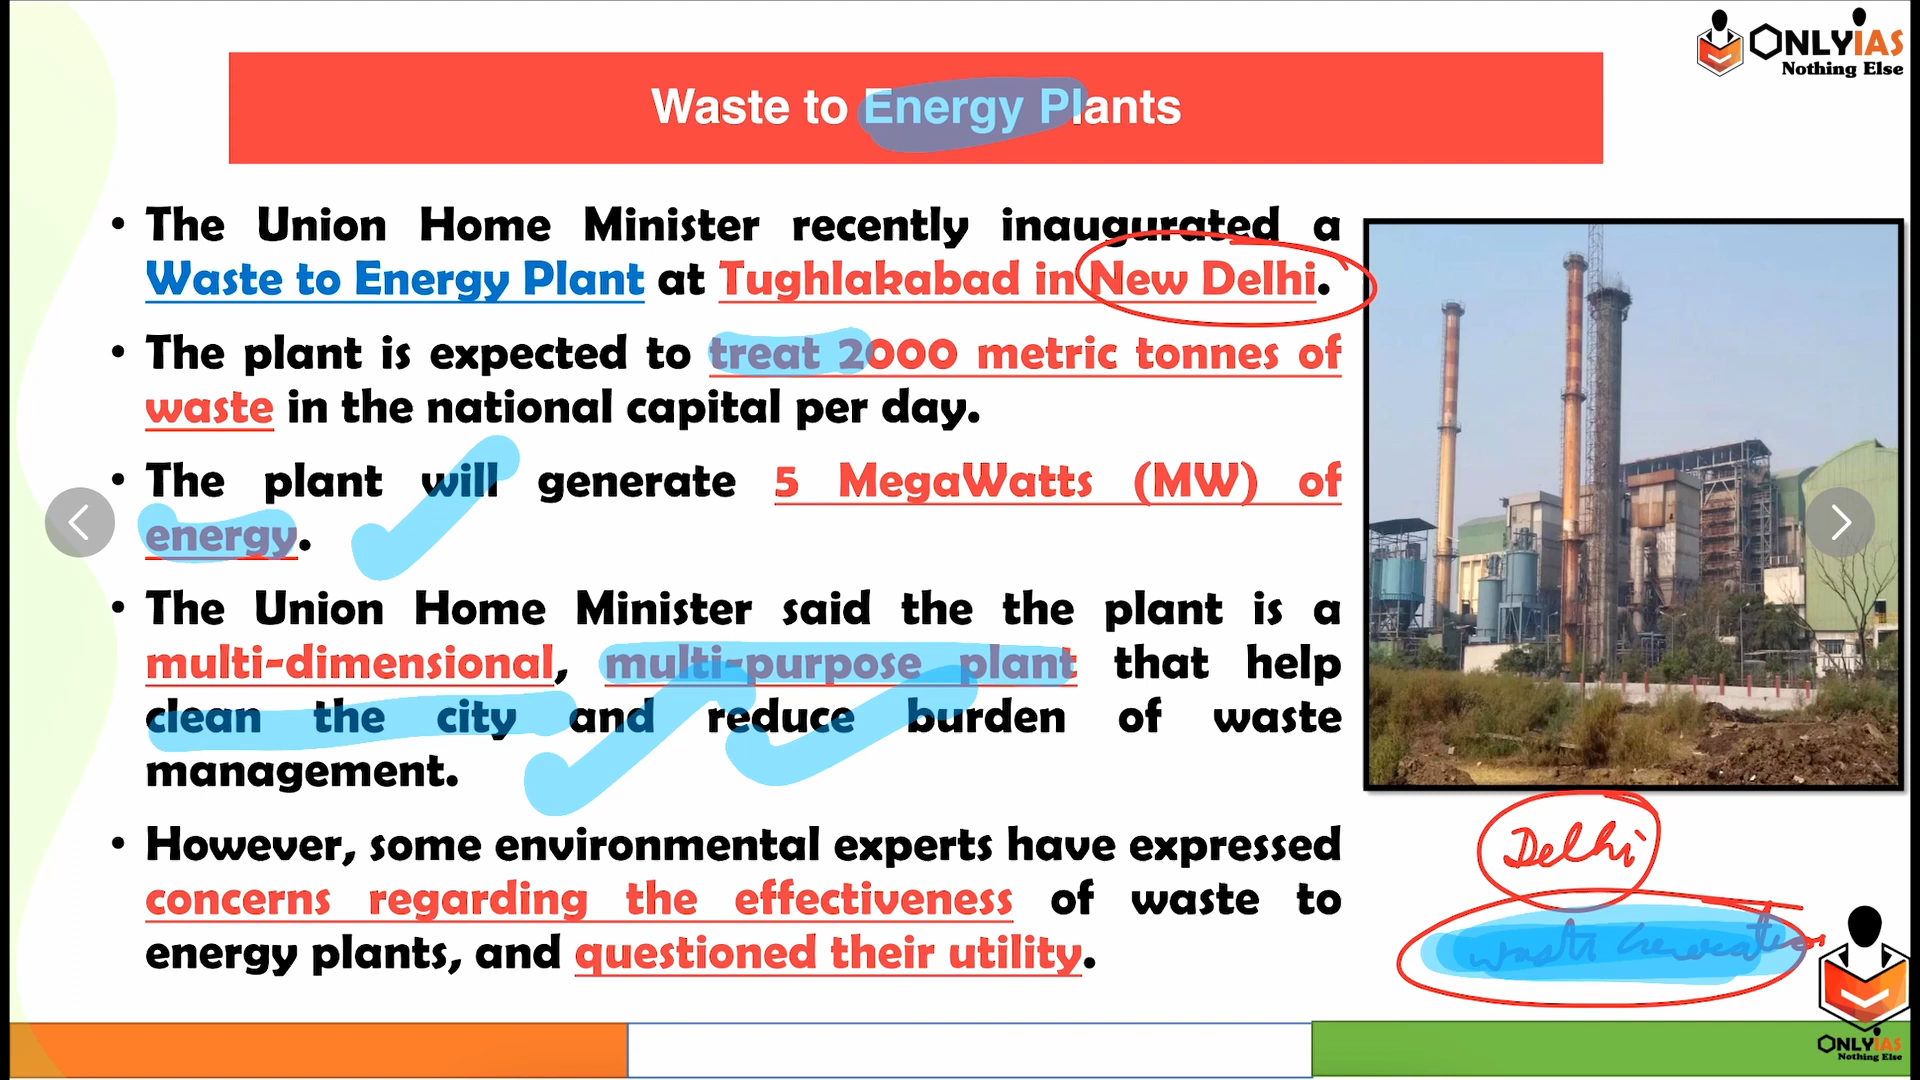 ONLYIAS
Nothing Else
Waste to Energy Plants
• The Union Home Minister recently inaugurated a
Waste to Energy Plant at Tughlakabad in New Delhi.
• The plant is expected to treat 2000 metric tonnes of
waste in the national capital per day.
• The plant will generate 5 MegaWatts (MW) of
energy.
• The Union Home Minister said the the plant is a
multi-dimensional, multi-purpose plant that help
clean the city and reduce burden of waste
management.
• However, some environmental experts have expressed
concerns regarding the effectiveness of waste to
energy plants, and questioned their utility.
Delhi
waste Generation
ONLYIAS
Nothing Else